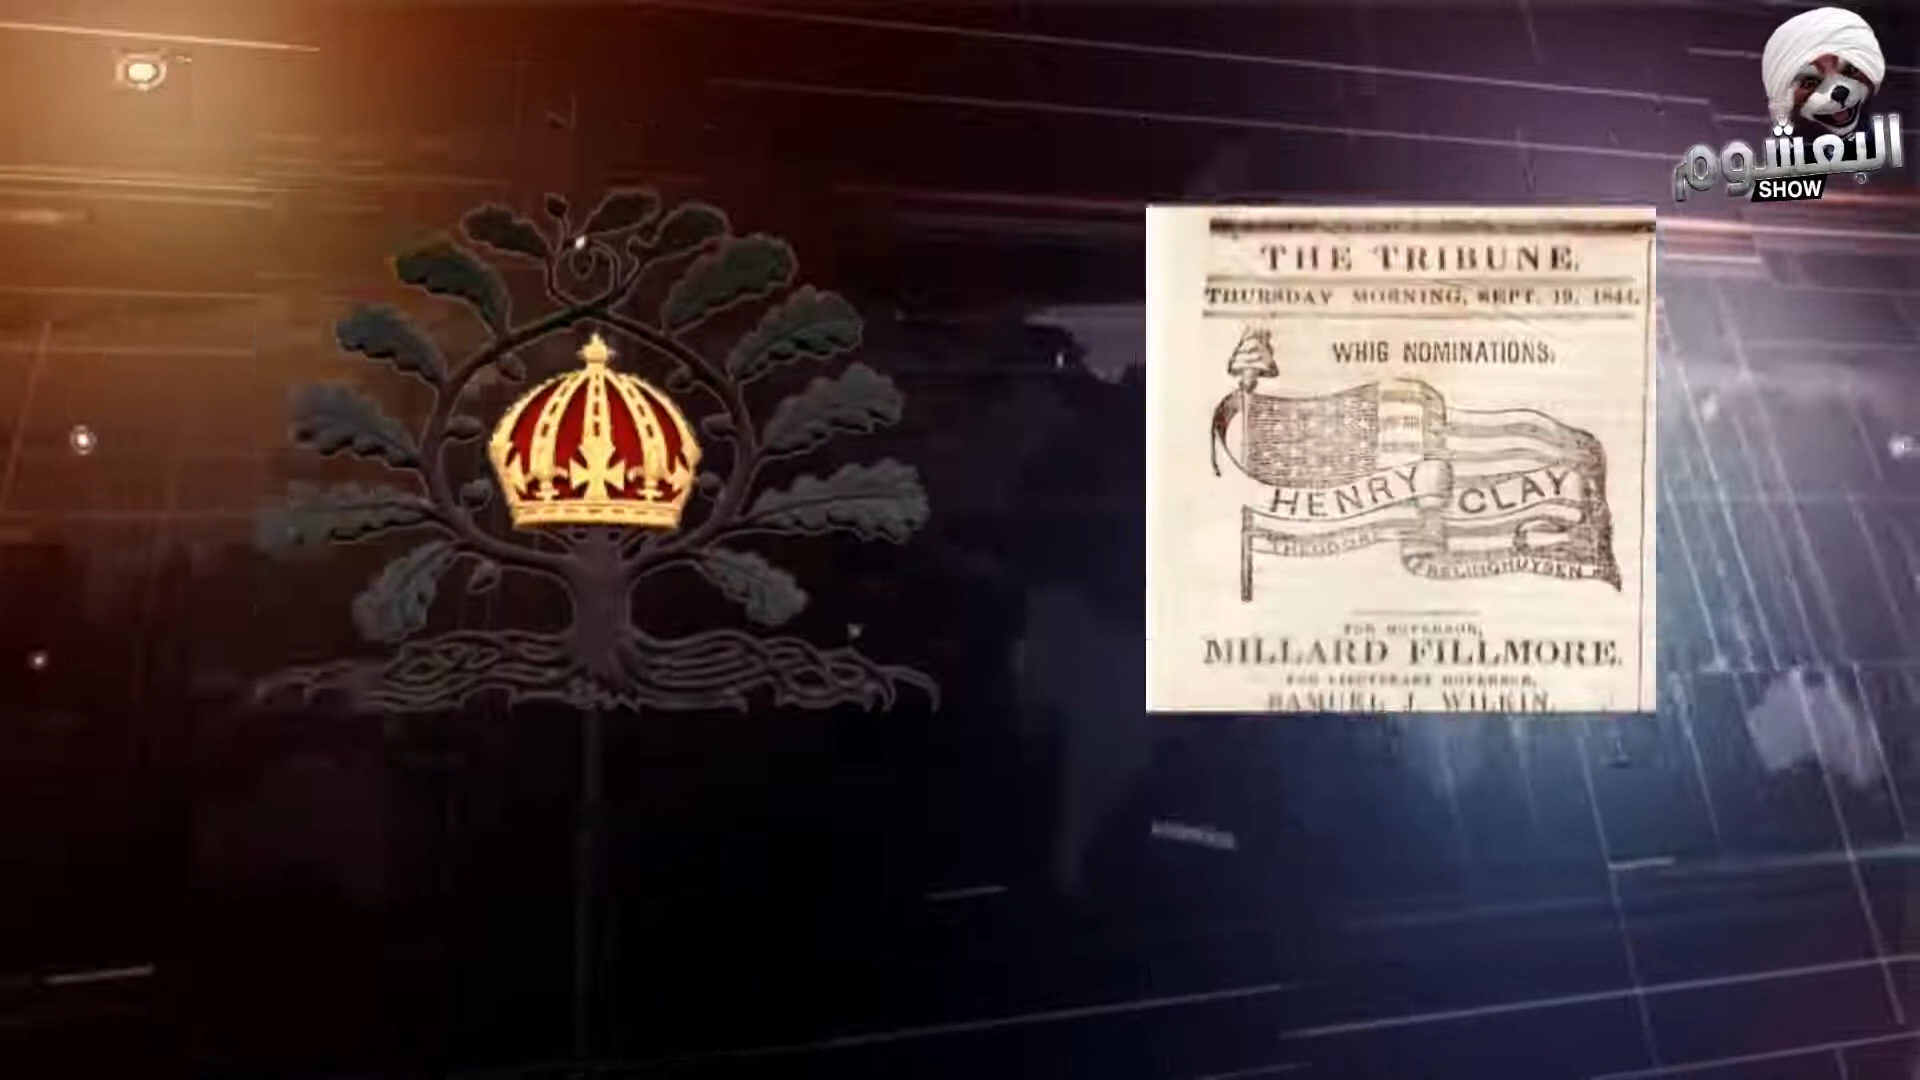 البعشوم
SHOW
THE TRIBUNE.
THURSDAY MORNING, SEPT. 19, 1844.
WHIG NOMINATIONS.
HENRY CLAY
THEODORE
FRELINGHUYSEN
FOR GOVERNOR,
MILLARD FILLMORE.
FOR LIEUTENANT GOVERNOR,
SAMUEL J. WILKIN.